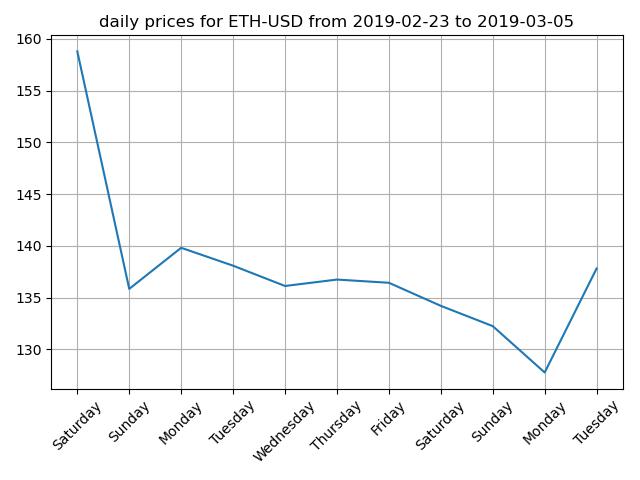 daily prices for ETH-USD from 2019-02-23 to 2019-03-05
160
155
150
145
140
135
130
Saturday
Sunday
Monday
Tuesday
Wednesday
Thursday
Friday
Saturday
Sunday
Monday
Tuesday